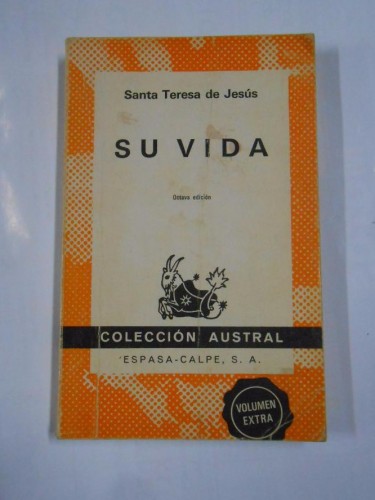 Santa Teresa de Jesús
SU VIDA
Octava edición
COLECCIÓN AUSTRAL
ESPASA-CALPE, S. A.
VOLUMEN
EXTRA